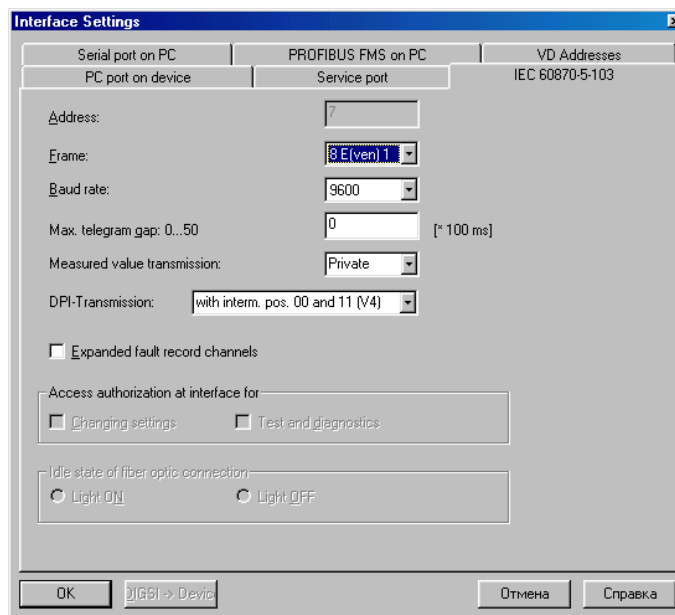 Interface Settings
Serial port on PC
PROFIBUS FMS on PC
VD Addresses
PC port on device
Service port
IEC 60870-5-103
Address:
7
Frame:
8 E(ven) 1
Baud rate:
9600
Max. telegram gap: 0...50
0
[* 100 ms]
Measured value transmission:
Private
DPI-Transmission:
with interm. pos. 00 and 11 (V4)
Expanded fault record channels
Access authorization at interface for
Changing settings
Test and diagnostics
Idle state of fiber optic connection
Light ON
Light OFF
OK
DIGSI -> Devic
Отмена
Справка